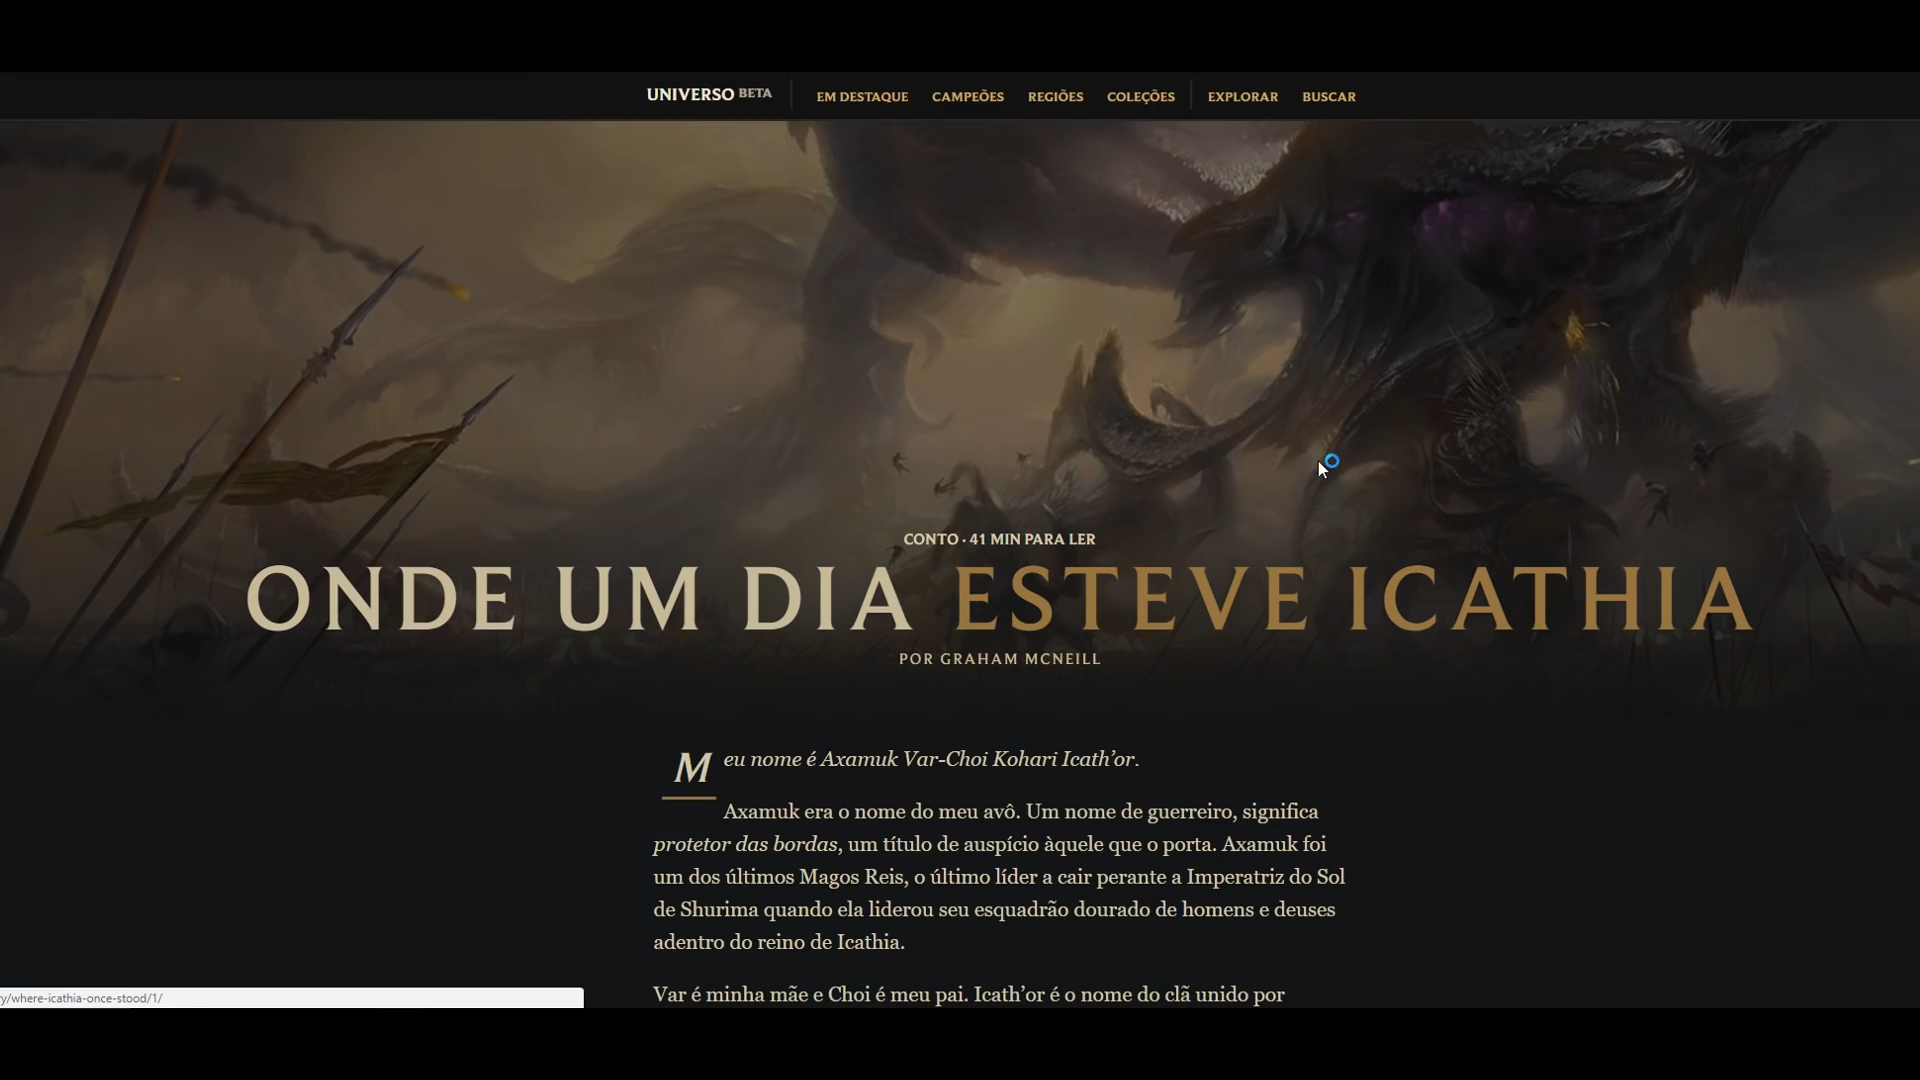 UNIVERSO BETA
EM DESTAQUE CAMPEÕES REGIÕES COLEÇÕES EXPLORAR BUSCAR
CONTO · 41 MIN PARA LER
ONDE UM DIA ESTEVE ICATHIA
POR GRAHAM MCNEILL
Meu nome é Axamuk Var-Choi Kohari Icath’or.
Axamuk era o nome do meu avô. Um nome de guerreiro, significa
protetor das bordas, um título de auspício àquele que o porta. Axamuk foi
um dos últimos Magos Reis, o último líder a cair perante a Imperatriz do Sol
de Shurima quando ela liderou seu esquadrão dourado de homens e deuses
adentro do reino de Icathia.
Var é minha mãe e Choi é meu pai. Icath’or é o nome do clã unido por
y/where-icathia-once-stood/1/